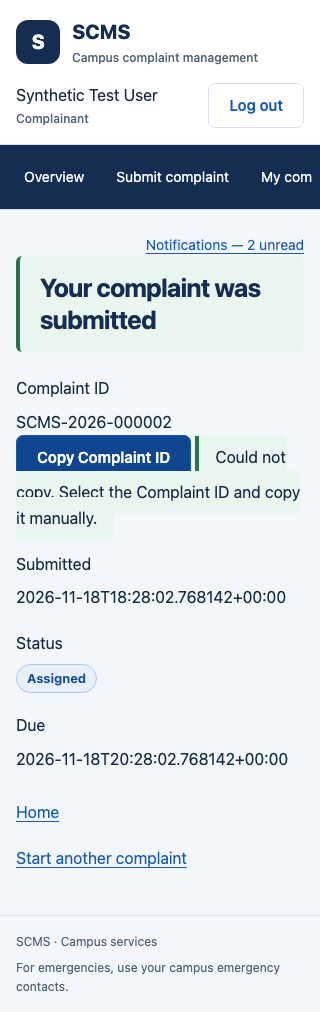 S
SCMS
Campus complaint management
Synthetic Test User
Complainant
Log out
Overview
Submit complaint
My com
Notifications — 2 unread
Your complaint was
submitted
Complaint ID
SCMS-2026-000002
Copy Complaint ID
Could not
copy. Select the Complaint ID and copy
it manually.
Submitted
2026-11-18T18:28:02.768142+00:00
Status
Assigned
Due
2026-11-18T20:28:02.768142+00:00
Home
Start another complaint
SCMS · Campus services
For emergencies, use your campus emergency
contacts.